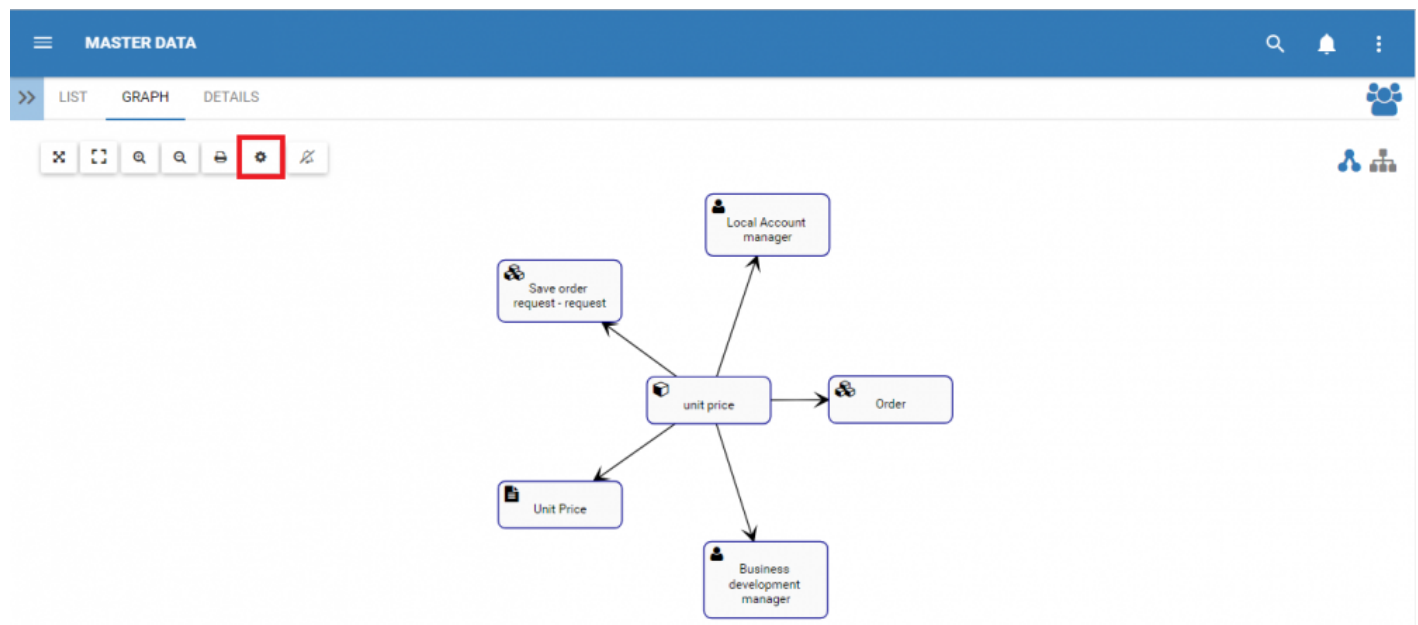 MASTER DATA
LIST GRAPH DETAILS
Local Account
manager
Save order
request - request
unit price
Order
Unit Price
Business
development
manager